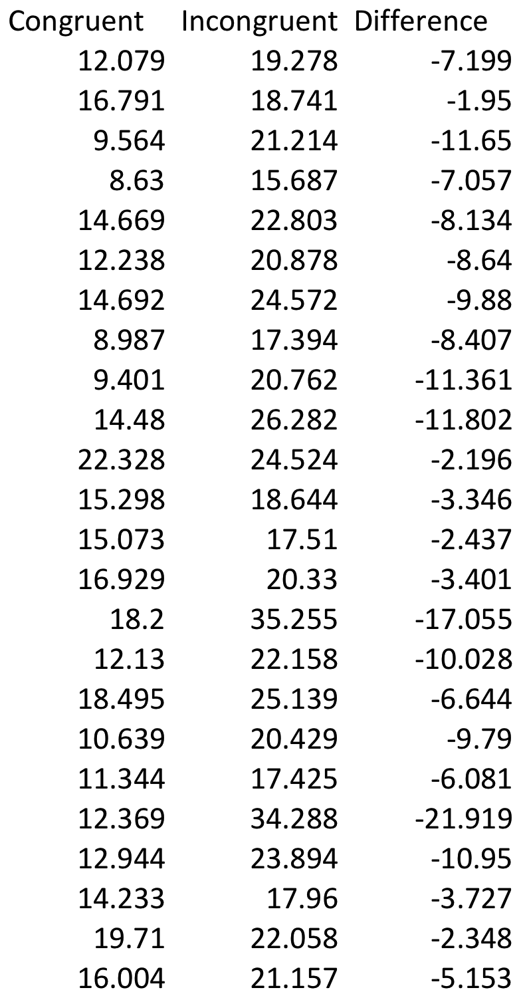 Congruent Incongruent Difference
12.079 19.278 -7.199
16.791 18.741 -1.95
9.564 21.214 -11.65
8.63 15.687 -7.057
14.669 22.803 -8.134
12.238 20.878 -8.64
14.692 24.572 -9.88
8.987 17.394 -8.407
9.401 20.762 -11.361
14.48 26.282 -11.802
22.328 24.524 -2.196
15.298 18.644 -3.346
15.073 17.51 -2.437
16.929 20.33 -3.401
18.2 35.255 -17.055
12.13 22.158 -10.028
18.495 25.139 -6.644
10.639 20.429 -9.79
11.344 17.425 -6.081
12.369 34.288 -21.919
12.944 23.894 -10.95
14.233 17.96 -3.727
19.71 22.058 -2.348
16.004 21.157 -5.153